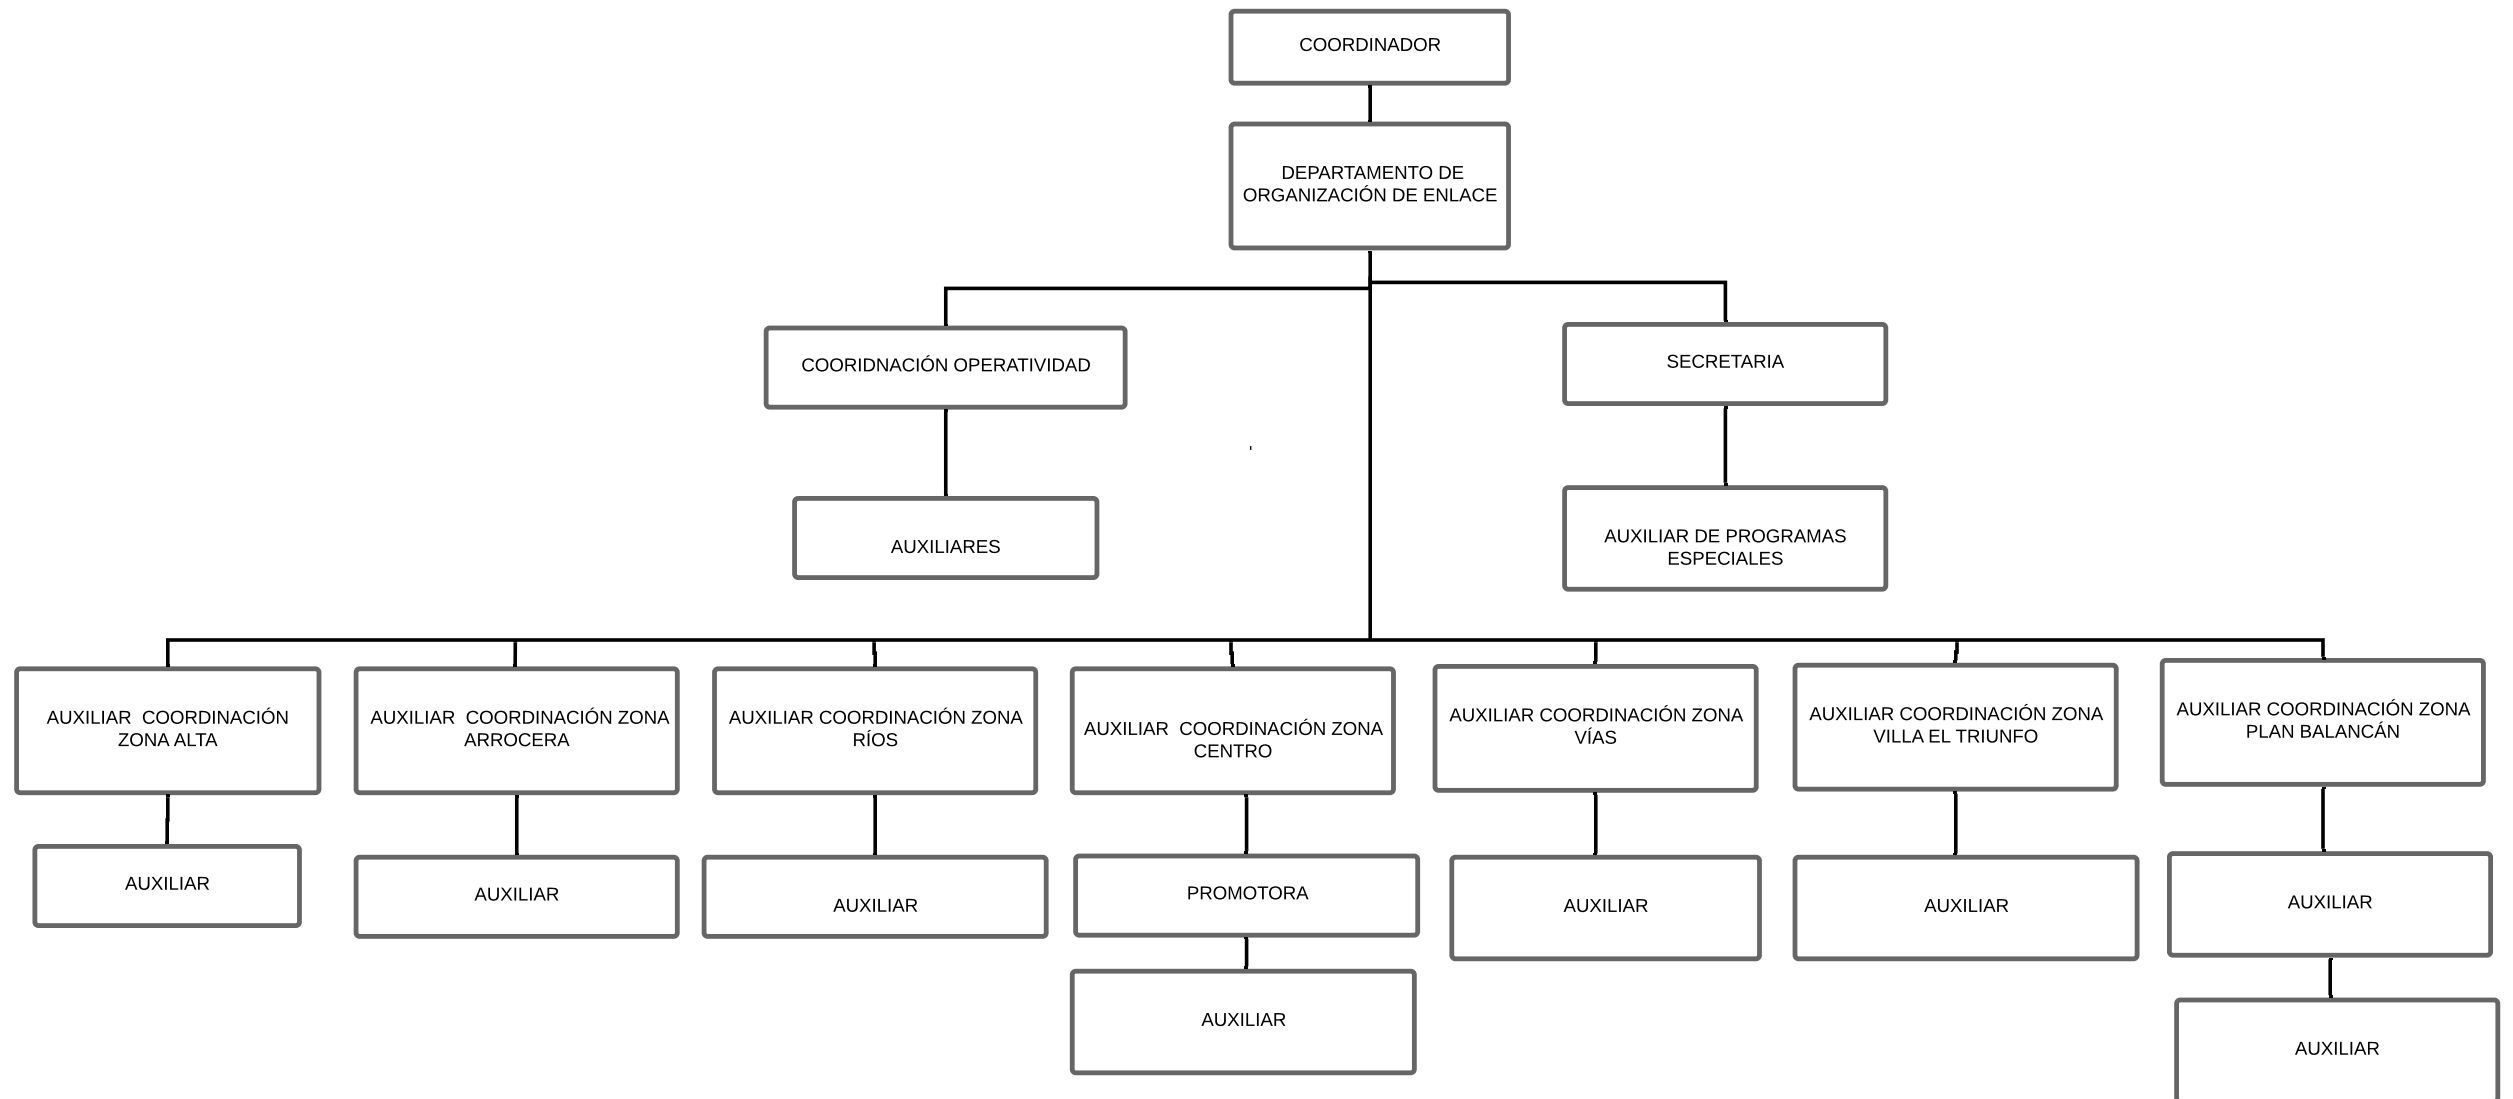 COORDINADOR
DEPARTAMENTO DE
ORGANIZACIÓN DE ENLACE
COORIDNACIÓN OPERATIVIDAD
SECRETARIA
'
AUXILIARES
AUXILIAR DE PROGRAMAS
ESPECIALES
AUXILIAR  COORDINACIÓN
ZONA ALTA
AUXILIAR  COORDINACIÓN ZONA
ARROCERA
AUXILIAR COORDINACIÓN ZONA
RÍOS
AUXILIAR  COORDINACIÓN ZONA
CENTRO
AUXILIAR COORDINACIÓN ZONA
VÍAS
AUXILIAR COORDINACIÓN ZONA
VILLA EL TRIUNFO
AUXILIAR COORDINACIÓN ZONA
PLAN BALANCÁN
AUXILIAR
AUXILIAR
AUXILIAR
PROMOTORA
AUXILIAR
AUXILIAR
AUXILIAR
AUXILIAR
AUXILIAR